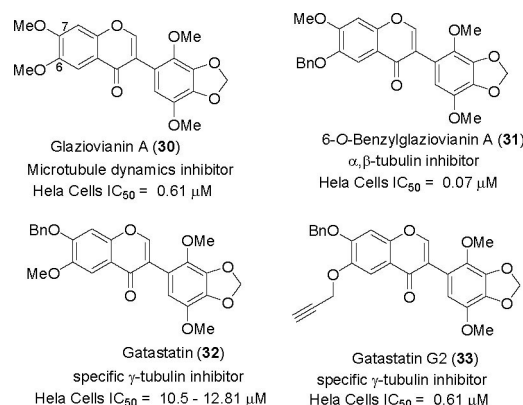 7
MeO
O
OMe
MeO
6
O
O
O
OMe
Glaziovianin A (30)
Microtubule dynamics inhibitor
Hela Cells IC50 = 0.61 μM
MeO
O
OMe
BnO
O
O
O
OMe
6-O-Benzylglaziovianin A (31)
α,β-tubulin inhibitor
Hela Cells IC50 = 0.07 μM
BnO
O
OMe
MeO
O
O
O
OMe
Gatastatin (32)
specific γ-tubulin inhibitor
Hela Cells IC50 = 10.5 - 12.81 μM
BnO
O
OMe
O
O
O
O
OMe
Gatastatin G2 (33)
specific γ-tubulin inhibitor
Hela Cells IC50 = 0.61 μM